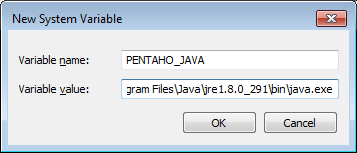 New System Variable
Variable name: PENTAHO_JAVA
Variable value: gram Files\Java\jre1.8.0_291\bin\java.exe
OK Cancel